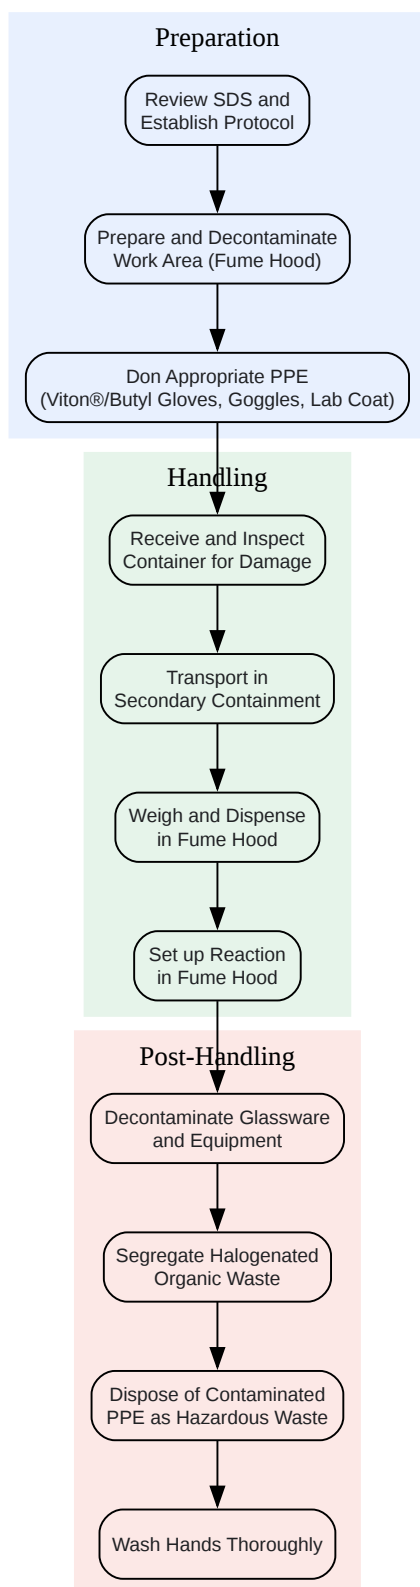 Preparation
Review SDS and
Establish Protocol
Prepare and Decontaminate
Work Area (Fume Hood)
Don Appropriate PPE
(Viton®/Butyl Gloves, Goggles, Lab Coat)
Handling
Receive and Inspect
Container for Damage
Transport in
Secondary Containment
Weigh and Dispense
in Fume Hood
Set up Reaction
in Fume Hood
Post-Handling
Decontaminate Glassware
and Equipment
Segregate Halogenated
Organic Waste
Dispose of Contaminated
PPE as Hazardous Waste
Wash Hands Thoroughly